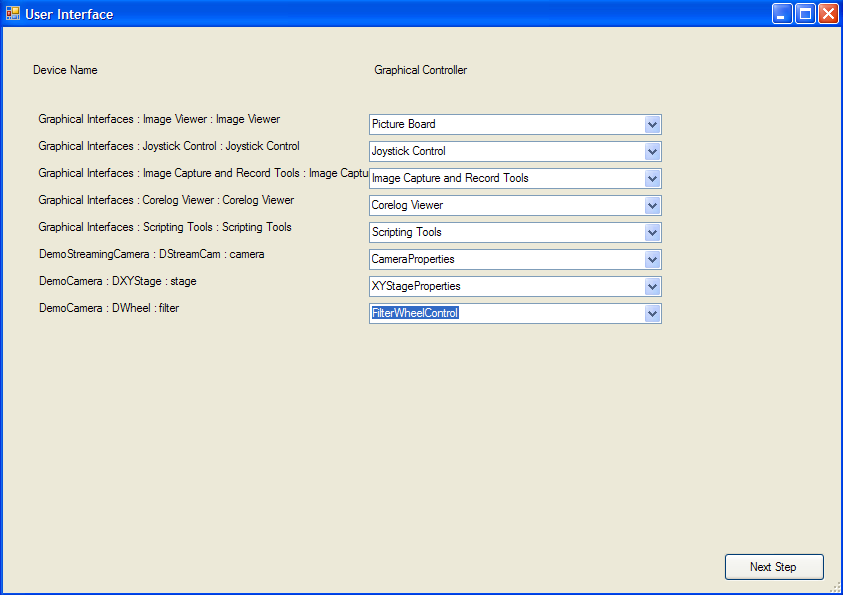 User Interface
Device Name Graphical Controller
Graphical Interfaces : Image Viewer : Image Viewer Picture Board
Graphical Interfaces : Joystick Control : Joystick Control Joystick Control
Graphical Interfaces : Image Capture and Record Tools : Image Captu Image Capture and Record Tools
Graphical Interfaces : Corelog Viewer : Corelog Viewer Corelog Viewer
Graphical Interfaces : Scripting Tools : Scripting Tools Scripting Tools
DemoStreamingCamera : DStreamCam : camera CameraProperties
DemoCamera : DXYStage : stage XYStageProperties
DemoCamera : DWheel : filter FilterWheelControl
Next Step